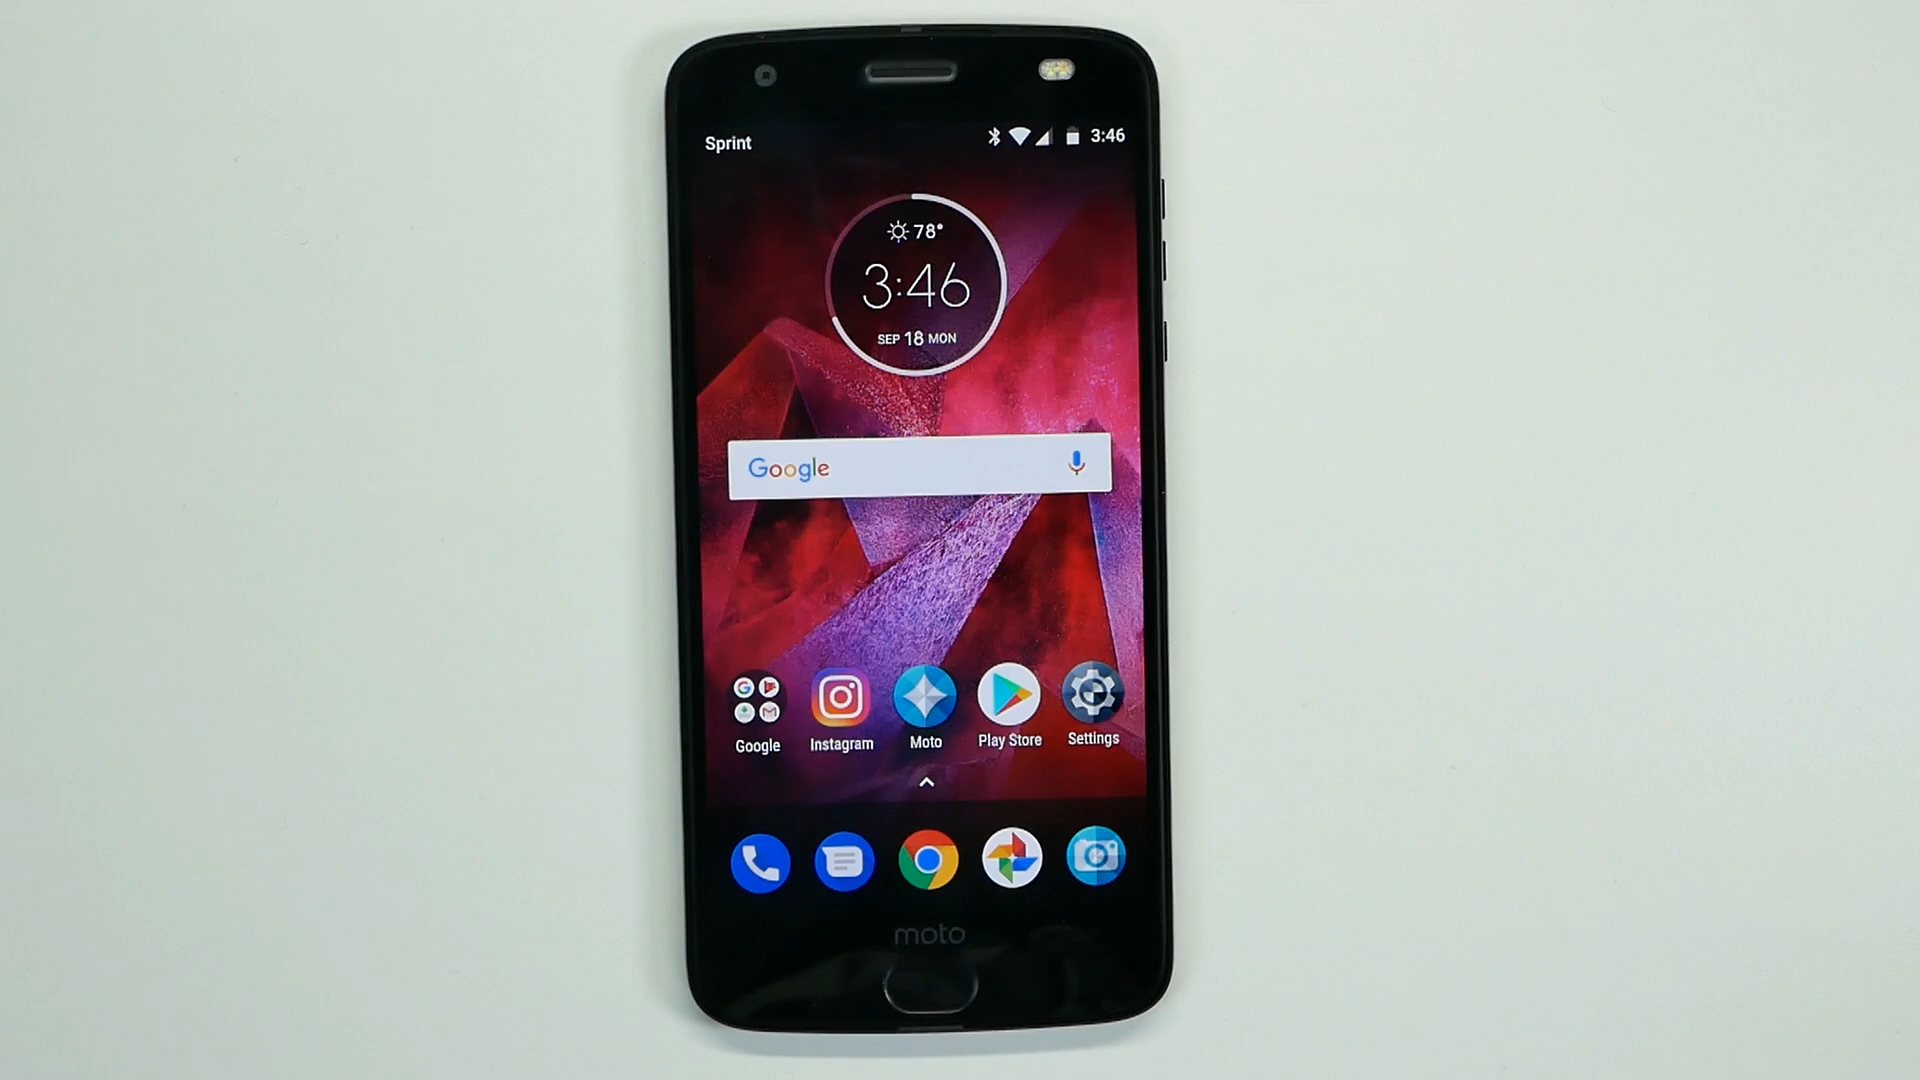 Sprint
3:46
78°
3:46
SEP 18 MON
Google
Google
Instagram
Moto
Play Store
Settings
moto